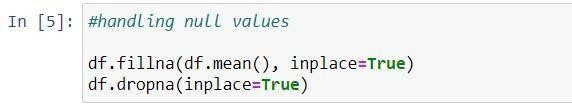 In [5]: #handling null values
df.fillna(df.mean(), inplace=True)
df.dropna(inplace=True)